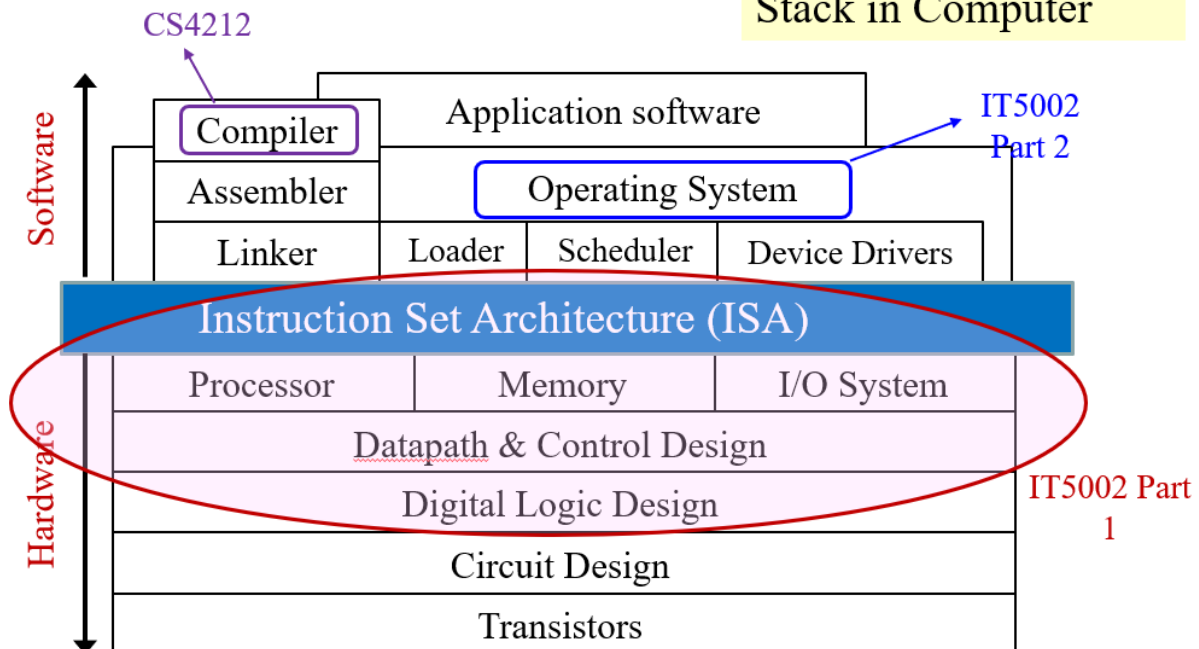 Stack in Computer
CS4212
Software
Compiler
Application software
IT5002
Part 2
Assembler
Operating System
Linker
Loader
Scheduler
Device Drivers
Instruction Set Architecture (ISA)
Hardware
Processor
Memory
I/O System
Datapath & Control Design
Digital Logic Design
IT5002 Part
1
Circuit Design
Transistors